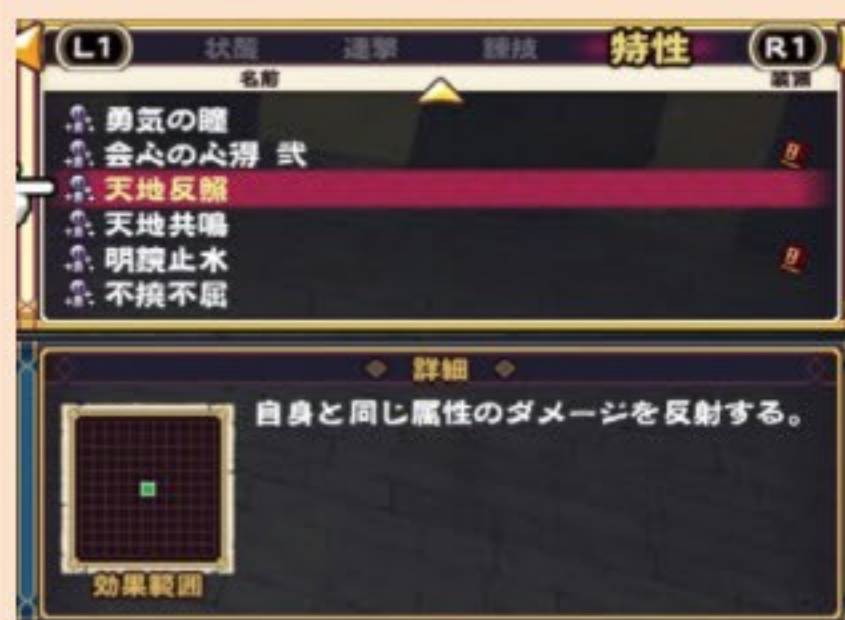 L1 状態 連撃 錬技 特性 R1
名前 装備
勇気の瞳
会心の心得 弐
天地反照
天地共鳴
明鏡止水
不撓不屈
詳細
自身と同じ属性のダメージを反射する。
効果範囲